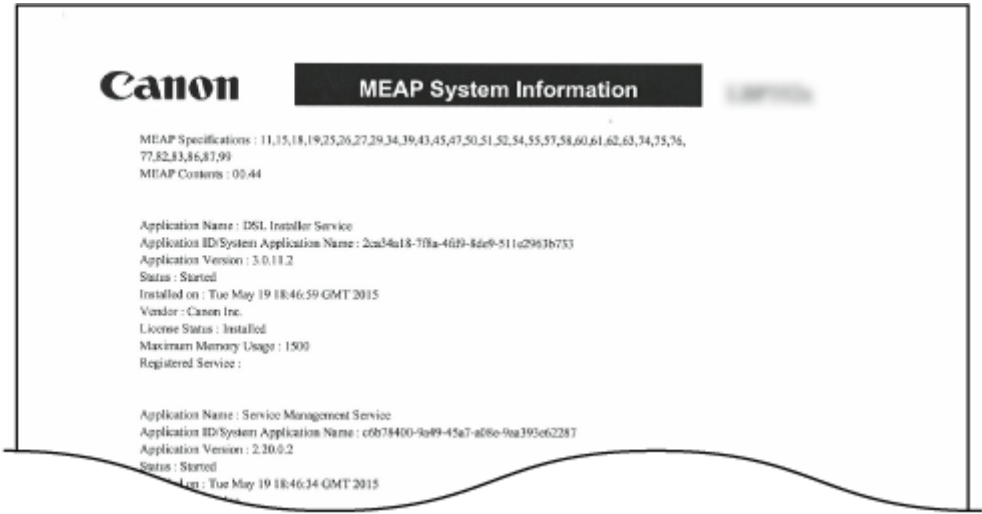 Canon
MEAP System Information
MEAP Specifications : 11,15,18,19,25,26,27,29,34,39,43,45,47,50,51,52,54,55,57,58,60,61,62,63,74,75,76,
77,82,83,86,87,99
MEAP Contents : 00.44
Application Name : DSL Installer Service
Application ID/System Application Name : 2ca34a18-7f8a-4fd9-8de9-511e2963b733
Application Version : 3.0.11.2
Status : Started
Installed on : Tue May 19 18:46:59 GMT 2015
Vendor : Canon Inc.
License Status : Installed
Maximum Memory Usage : 1500
Registered Service :
Application Name : Service Management Service
Application ID/System Application Name : c6b78400-9a49-45a7-a08e-9aa393e62287
Application Version : 2.20.0.2
Status : Started
on : Tue May 19 18:46:34 GMT 2015